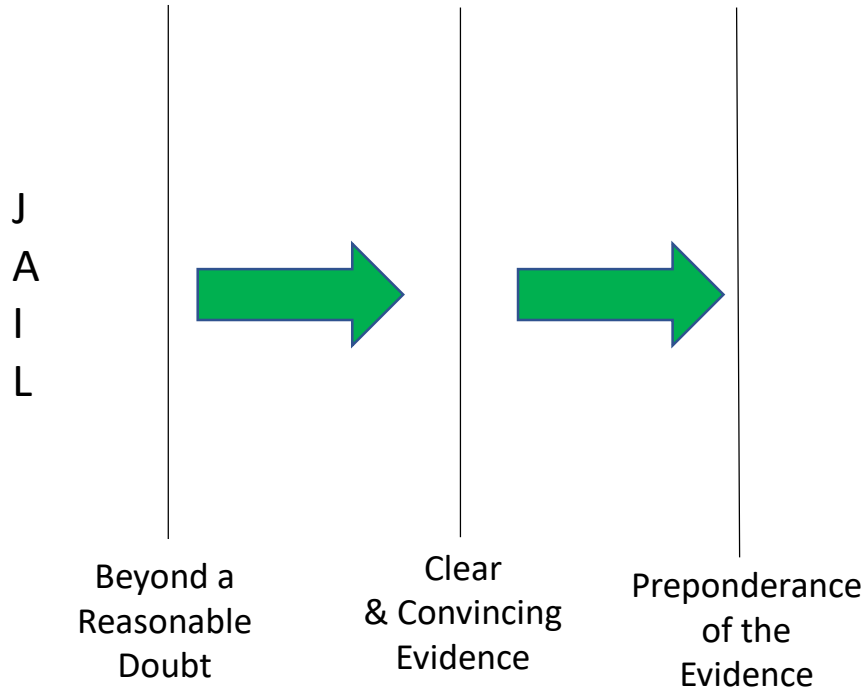 J
A
I
L
Beyond a
Reasonable
Doubt
Clear
& Convincing
Evidence
Preponderance
of the
Evidence